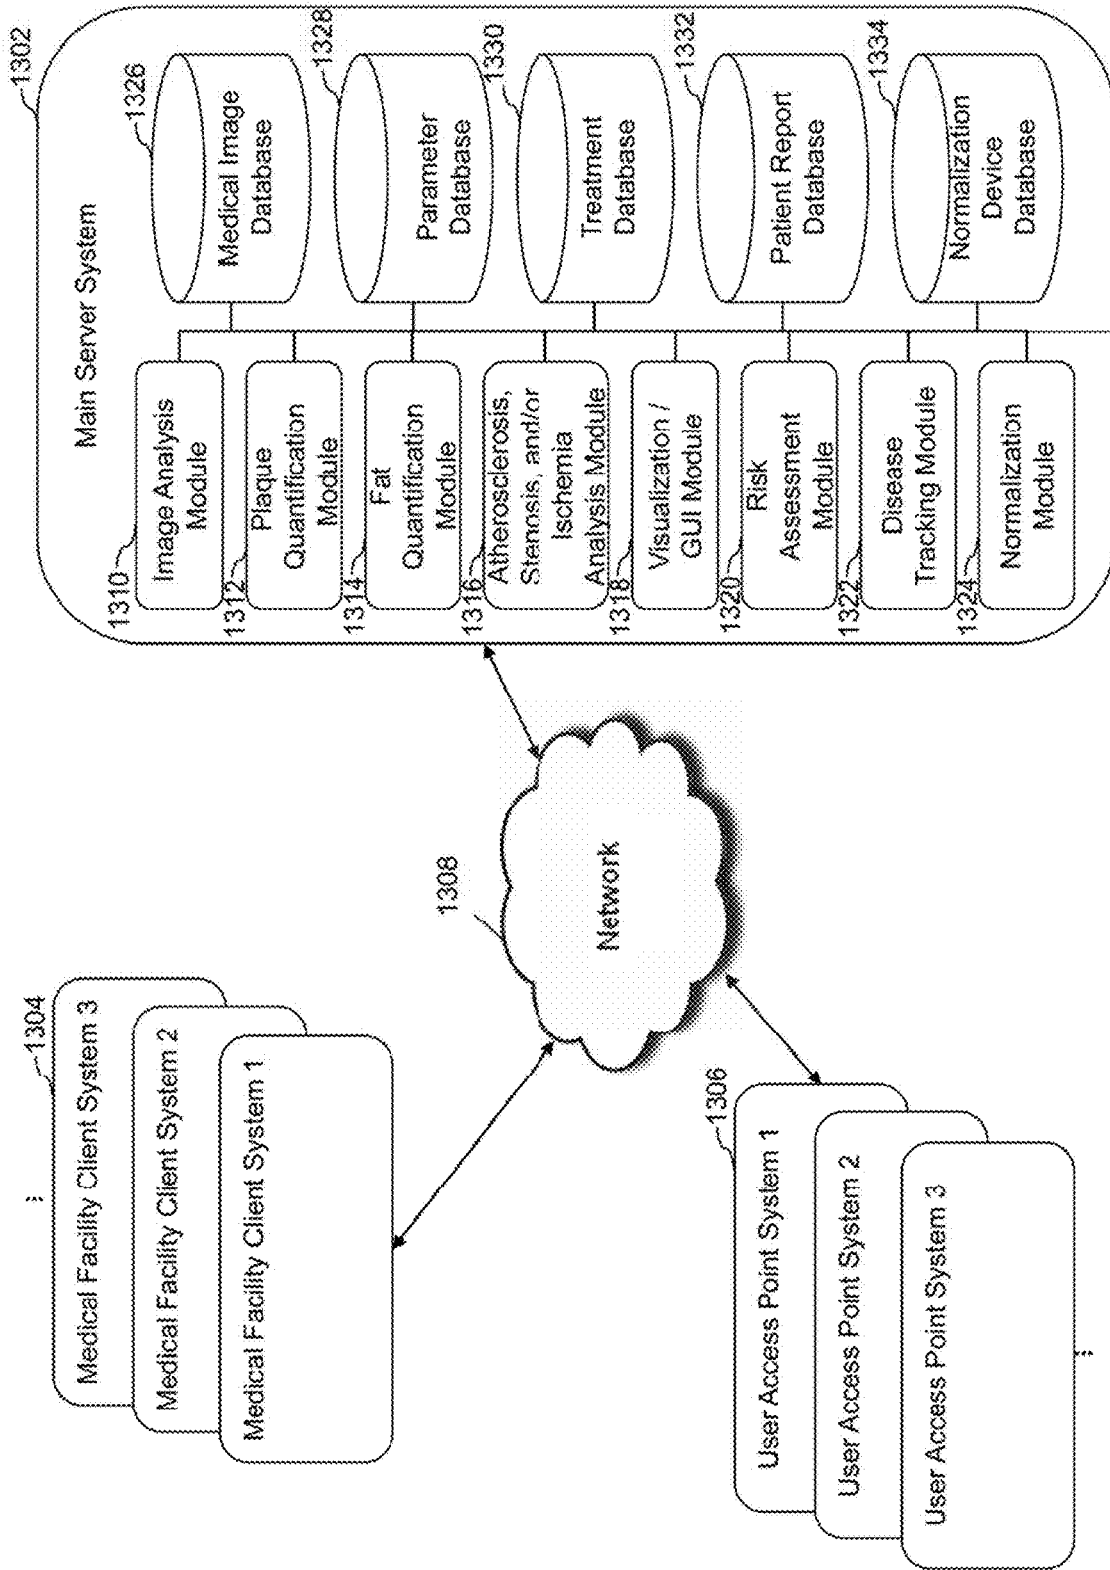 1302
Main Server System
1310
Image Analysis
Module
1312
Plaque
Quantification
Module
1314
Fat
Quantification
Module
1316
Atherosclerosis,
Stenosis, and/or
Ischemia
Analysis Module
1318
Visualization /
GUI Module
1320
Risk
Assessment
Module
1322
Disease
Tracking Module
1324
Normalization
Module
1326
Medical Image
Database
1328
Parameter
Database
1330
Treatment
Database
1332
Patient Report
Database
1334
Normalization
Device
Database
1308
Network
...
1304
Medical Facility Client System 3
Medical Facility Client System 2
Medical Facility Client System 1
1306
User Access Point System 1
User Access Point System 2
User Access Point System 3
...